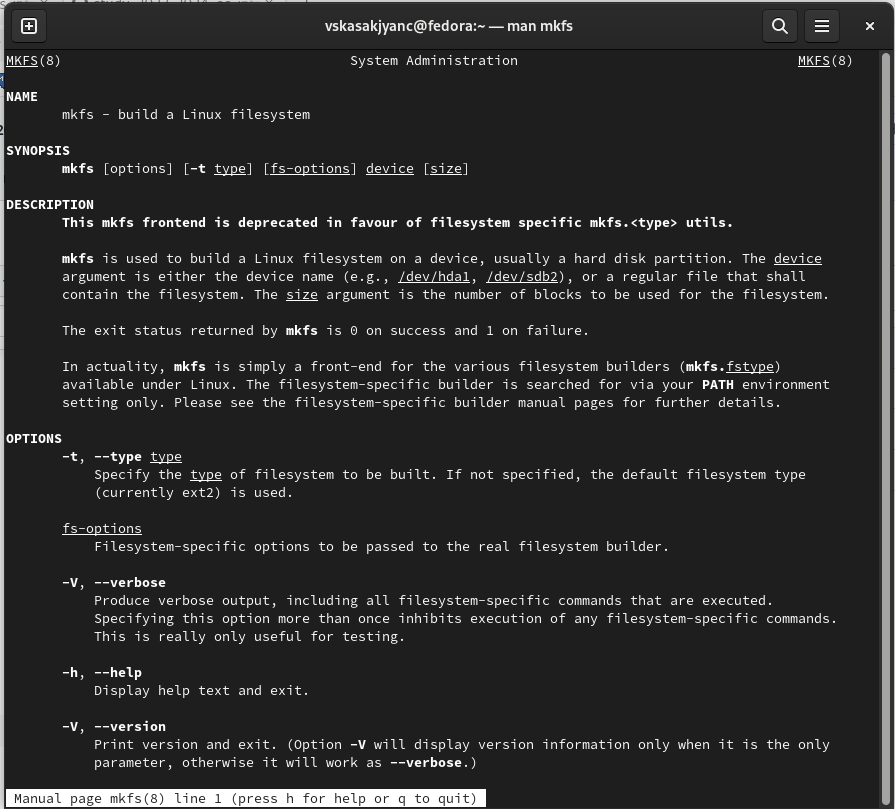 vskasakjyanc@fedora:~ — man mkfs
MKFS(8) System Administration MKFS(8)
NAME
mkfs - build a Linux filesystem
SYNOPSIS
mkfs [options] [-t type] [fs-options] device [size]
DESCRIPTION
This mkfs frontend is deprecated in favour of filesystem specific mkfs.<type> utils.
mkfs is used to build a Linux filesystem on a device, usually a hard disk partition. The device
argument is either the device name (e.g., /dev/hda1, /dev/sdb2), or a regular file that shall
contain the filesystem. The size argument is the number of blocks to be used for the filesystem.
The exit status returned by mkfs is 0 on success and 1 on failure.
In actuality, mkfs is simply a front-end for the various filesystem builders (mkfs.fstype)
available under Linux. The filesystem-specific builder is searched for via your PATH environment
setting only. Please see the filesystem-specific builder manual pages for further details.
OPTIONS
-t, --type type
Specify the type of filesystem to be built. If not specified, the default filesystem type
(currently ext2) is used.
fs-options
Filesystem-specific options to be passed to the real filesystem builder.
-V, --verbose
Produce verbose output, including all filesystem-specific commands that are executed.
Specifying this option more than once inhibits execution of any filesystem-specific commands.
This is really only useful for testing.
-h, --help
Display help text and exit.
-V, --version
Print version and exit. (Option -V will display version information only when it is the only
parameter, otherwise it will work as --verbose.)
Manual page mkfs(8) line 1 (press h for help or q to quit)